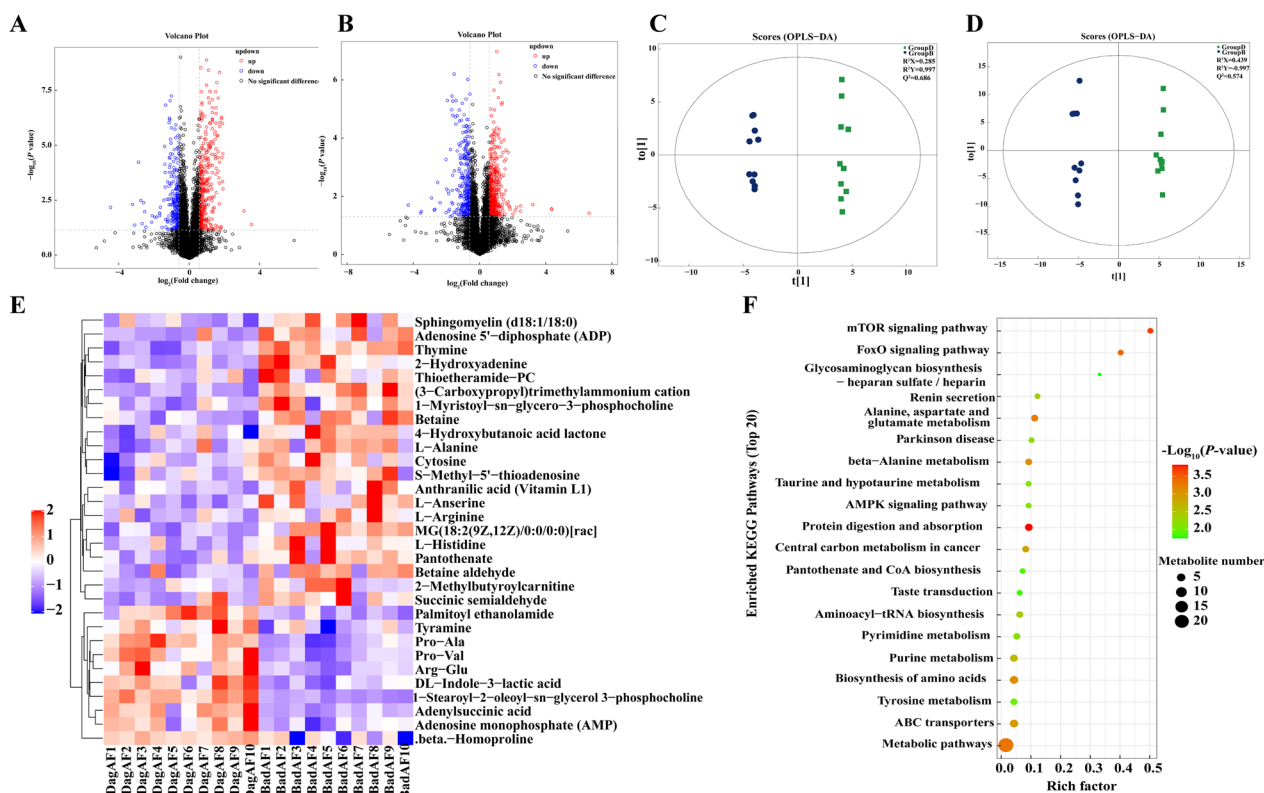 A
Volcano Plot
updown
up
down
No significant difference
−log₁₀(P value)
7.5
5.0
2.5
0.0
−4
0
4
log₂(Fold change)
B
Volcano Plot
updown
up
down
No significant difference
−log₁₀(P value)
−6
4.5
−3
1.6
0.0
−8
−4
0
4
8
log₂(Fold change)
C
Scores (OPLS−DA)
GroupD
GroupB
R²X=0.285
R²Y=0.997
Q²=0.686
to[1]
10
5
0
−5
−10
−10
−5
0
5
10
t[1]
D
Scores (OPLS−DA)
GroupD
GroupB
R²X=0.439
R²Y=-0.997
Q²=0.574
to[1]
15
10
5
0
−5
−10
−15
−15
−10
−5
0
5
10
15
t[1]
E
2
1
0
−1
−2
Sphingomyelin (d18:1/18:0)
Adenosine 5'−diphosphate (ADP)
Thymine
2−Hydroxyadenine
Thioetheramide−PC
(3−Carboxypropyl)trimethylammonium cation
1−Myristoyl−sn−glycero−3−phosphocholine
Betaine
4−Hydroxybutanoic acid lactone
L−Alanine
Cytosine
S−Methyl−5'−thioadenosine
Anthranilic acid (Vitamin L1)
L−Anserine
L−Arginine
MG(18:2(9Z,12Z)/0:0/0:0)[rac]
L−Histidine
Pantothenate
Betaine aldehyde
2−Methylbutyroylcarnitine
Succinic semialdehyde
Palmitoyl ethanolamide
Tyramine
Pro−Ala
Pro−Val
Arg−Glu
DL−Indole−3−lactic acid
1−Stearoyl−2−oleoyl−sn−glycerol 3−phosphocholine
Adenylsuccinic acid
Adenosine monophosphate (AMP)
.beta.−Homoproline
DagAF1
DagAF2
DagAF3
DagAF4
DagAF5
DagAF6
DagAF7
DagAF8
DagAF9
DagAF10
BadAF1
BadAF2
BadAF3
BadAF4
BadAF5
BadAF6
BadAF7
BadAF8
BadAF9
BadAF10
F
Enriched KEGG Pathways (Top 20)
mTOR signaling pathway
FoxO signaling pathway
Glycosaminoglycan biosynthesis
− heparan sulfate / heparin
Renin secretion
Alanine, aspartate and
glutamate metabolism
Parkinson disease
beta−Alanine metabolism
Taurine and hypotaurine metabolism
AMPK signaling pathway
Protein digestion and absorption
Central carbon metabolism in cancer
Pantothenate and CoA biosynthesis
Taste transduction
Aminoacyl−tRNA biosynthesis
Pyrimidine metabolism
Purine metabolism
Biosynthesis of amino acids
Tyrosine metabolism
ABC transporters
Metabolic pathways
0.0
0.1
0.2
0.3
0.4
0.5
Rich factor
-Log₁₀(P-value)
3.5
3.0
2.5
2.0
Metabolite number
5
10
15
20